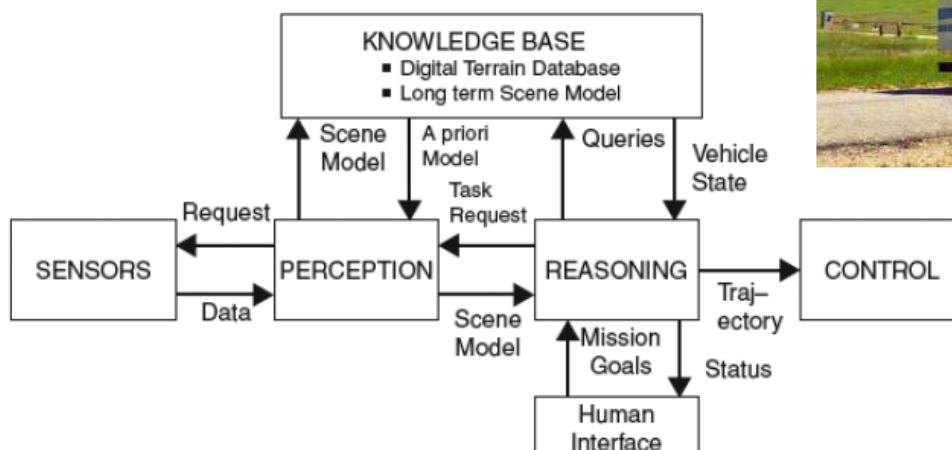 KNOWLEDGE BASE
▪ Digital Terrain Database
▪ Long term Scene Model
Scene
Model
A priori
Model
Queries
Vehicle
State
Request
Task
Request
SENSORS
PERCEPTION
REASONING
CONTROL
Data
Scene
Model
Traj–
ectory
Mission
Goals
Status
Human
Interface